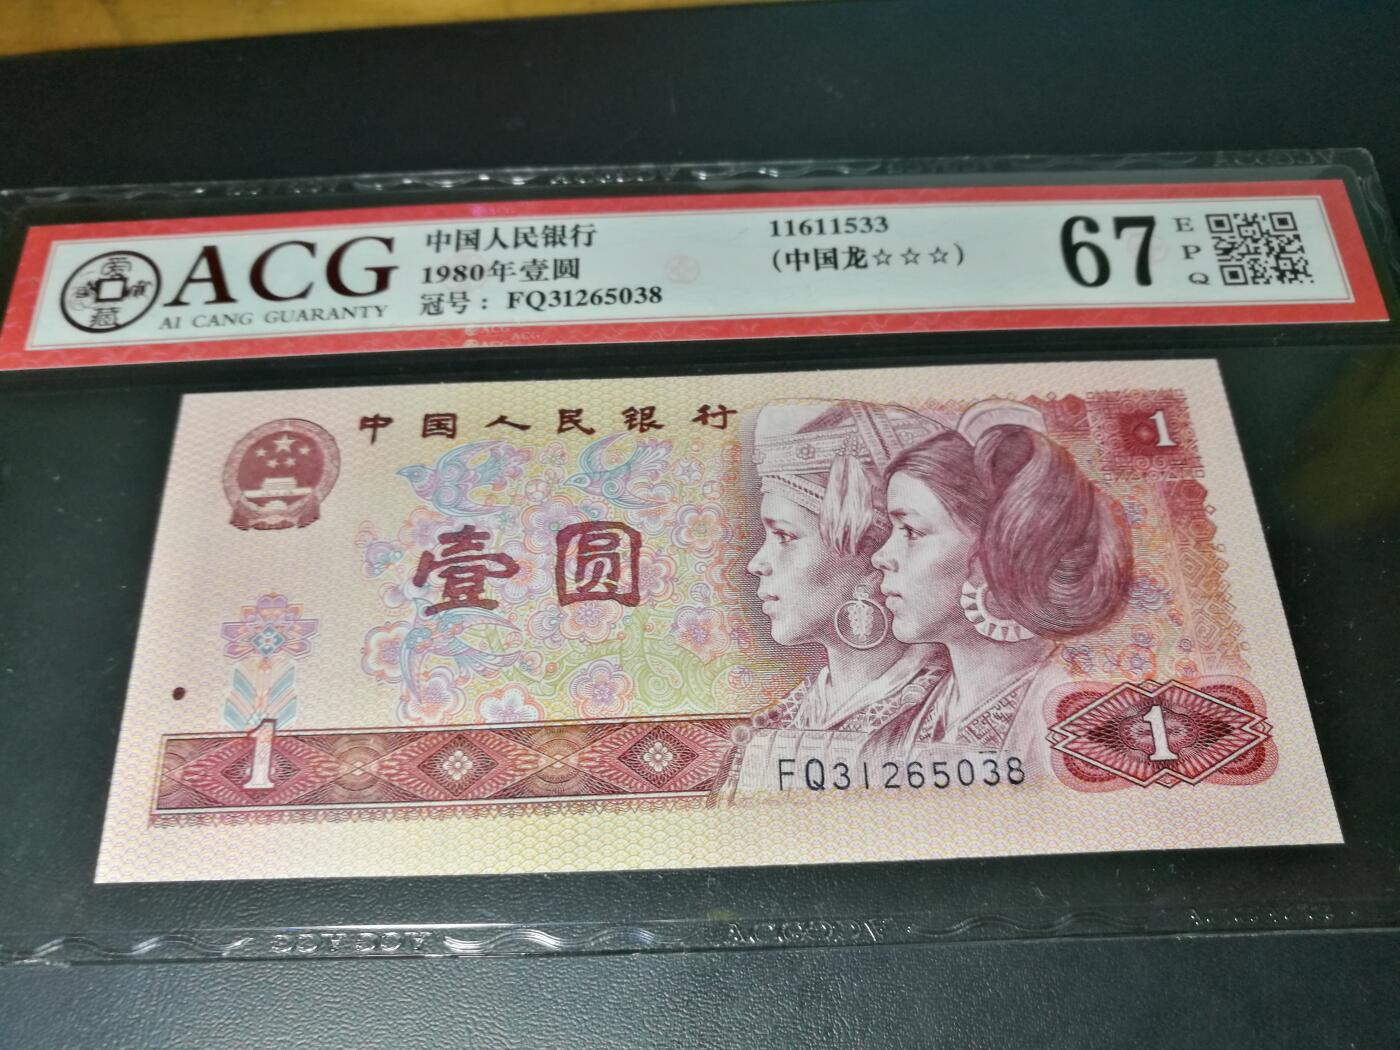 ACG
AI CANG GUARANTY
中国人民银行
1980年壹圆
冠号：FQ31265038
11611533
(中国龙☆☆☆)
67
E
P
Q
中国人民银行
1
壹圆
1
FQ31265038
1
ACGACG